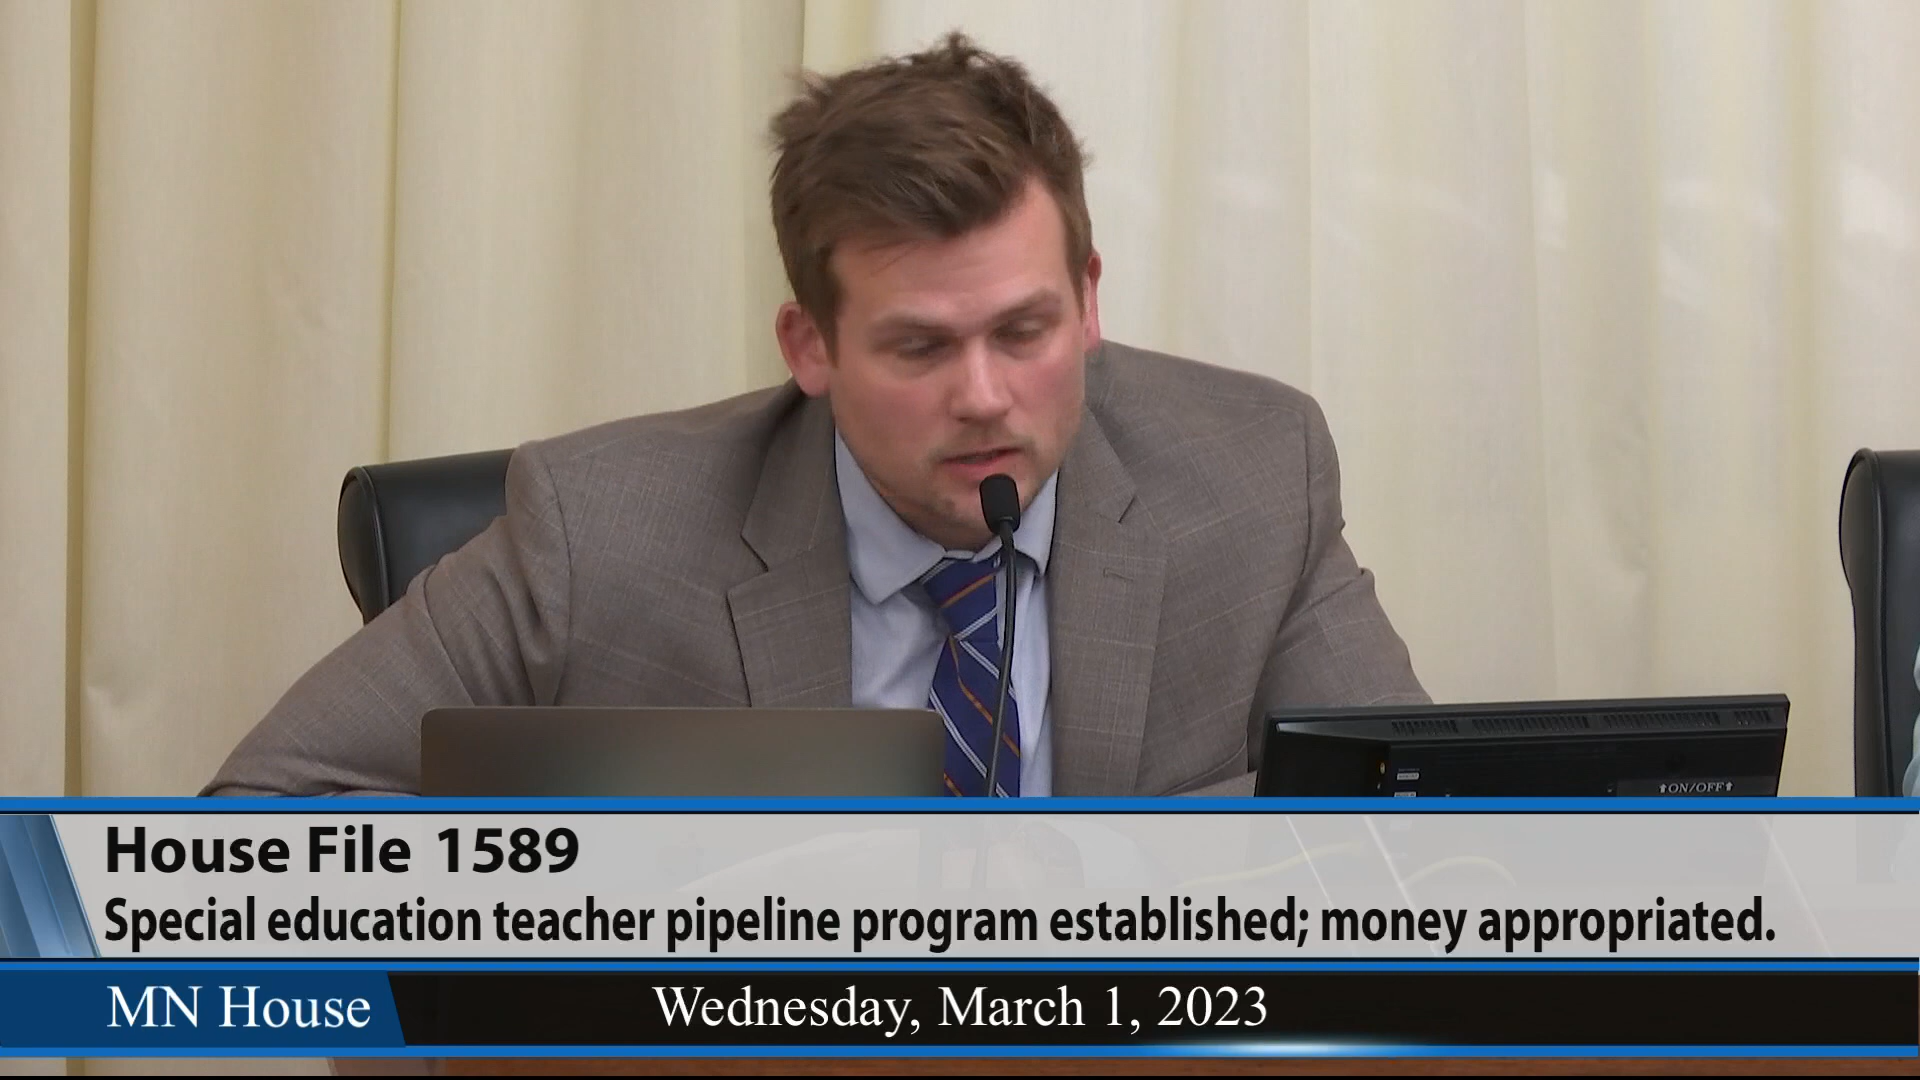 ⬆ON/OFF⬆
House File 1589
Special education teacher pipeline program established; money appropriated.
MN House
Wednesday, March 1, 2023